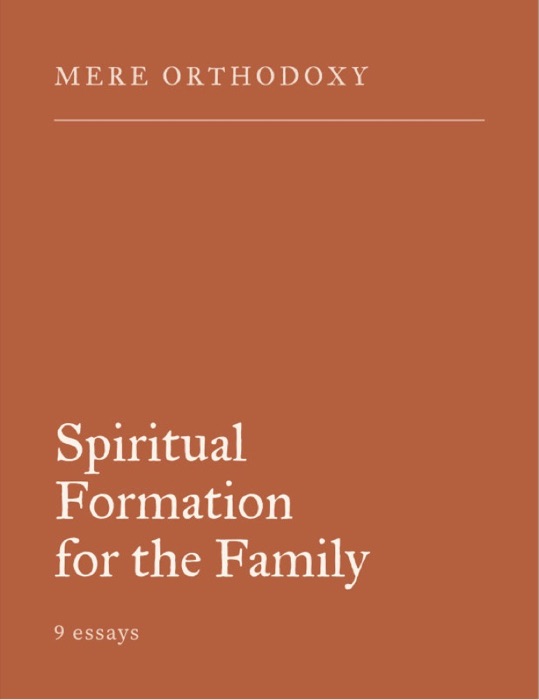 MERE ORTHODOXY
Spiritual
Formation
for the Family
9 essays